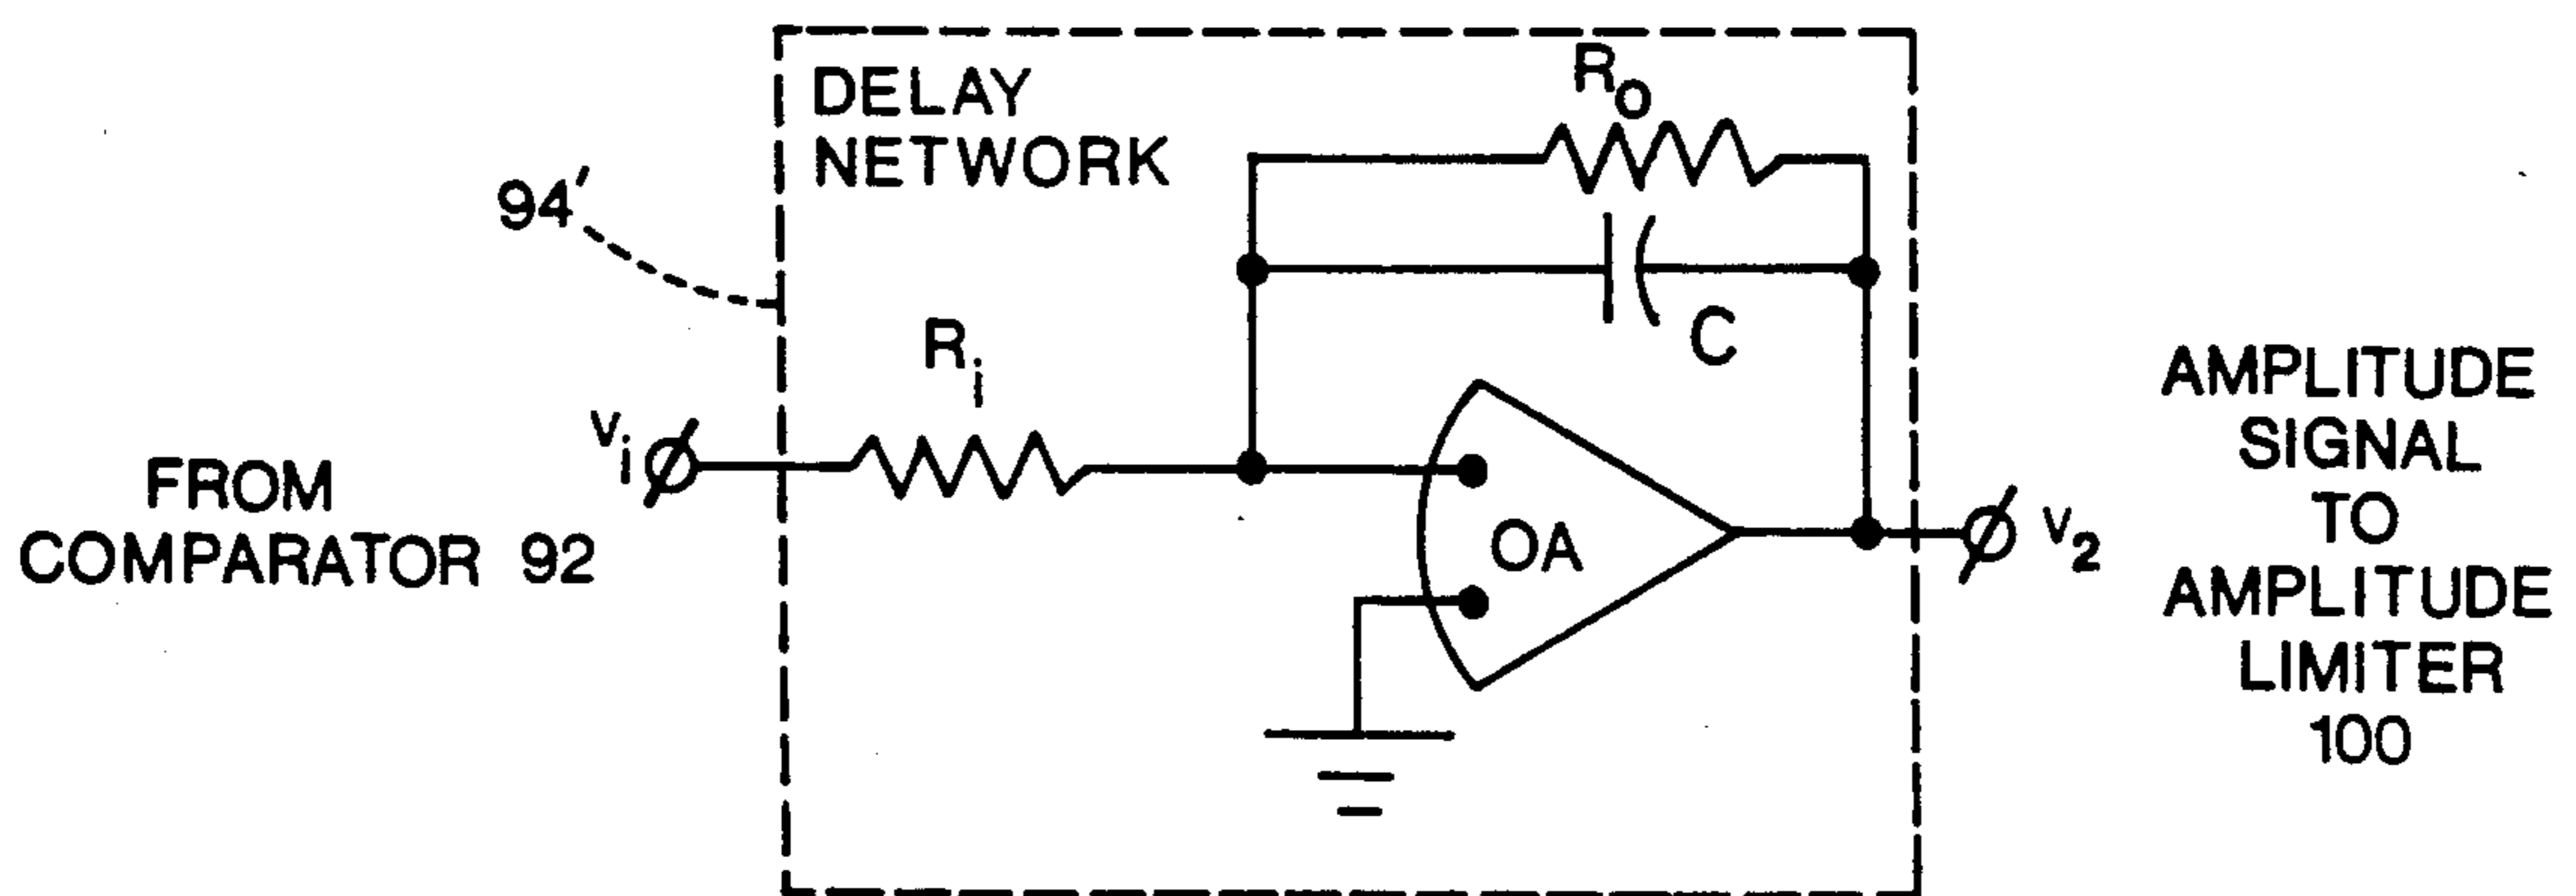 DELAY
NETWORK
R₀
94′
C
Rᵢ
vᵢ
FROM
COMPARATOR 92
OA
v₂
AMPLITUDE
SIGNAL
TO
AMPLITUDE
LIMITER
100